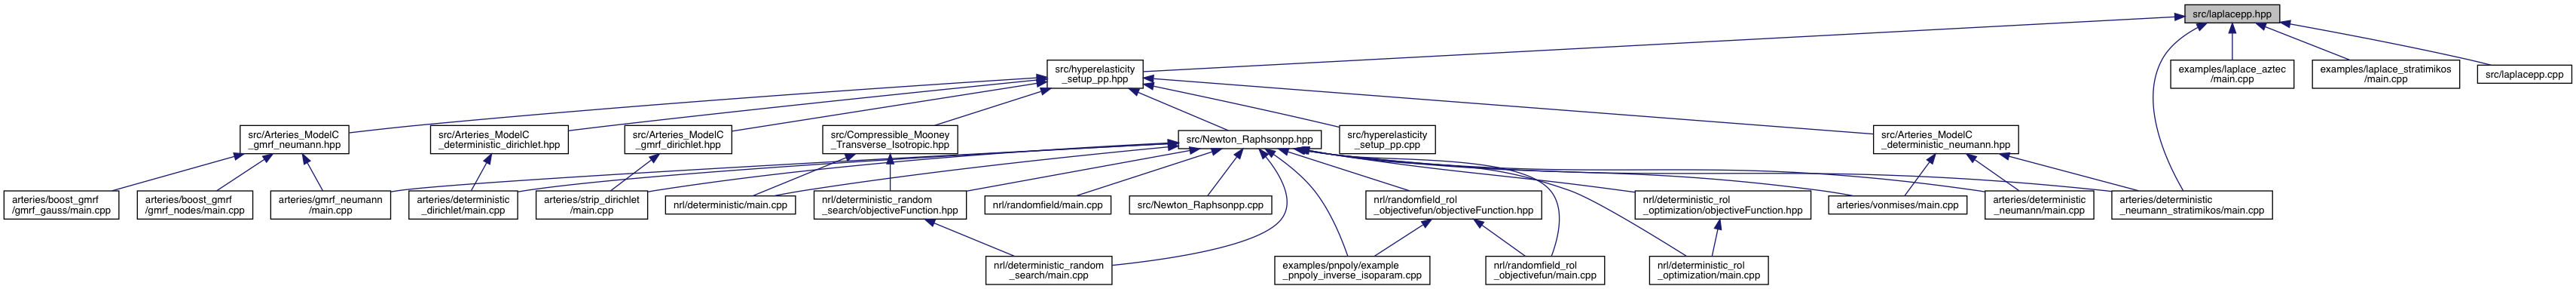 src/laplacepp.hpp
src/hyperelasticity
_setup_pp.hpp
examples/laplace_aztec
/main.cpp
examples/laplace_stratimikos
/main.cpp
src/laplacepp.cpp
src/Arteries_ModelC
_gmrf_neumann.hpp
src/Arteries_ModelC
_deterministic_dirichlet.hpp
src/Arteries_ModelC
_gmrf_dirichlet.hpp
src/Compressible_Mooney
_Transverse_Isotropic.hpp
src/Newton_Raphsonpp.hpp
src/hyperelasticity
_setup_pp.cpp
src/Arteries_ModelC
_deterministic_neumann.hpp
arteries/boost_gmrf
/gmrf_gauss/main.cpp
arteries/boost_gmrf
/gmrf_nodes/main.cpp
arteries/gmrf_neumann
/main.cpp
arteries/deterministic
_dirichlet/main.cpp
arteries/strip_dirichlet
/main.cpp
nrl/deterministic/main.cpp
nrl/deterministic_random
_search/objectiveFunction.hpp
nrl/randomfield/main.cpp
src/Newton_Raphsonpp.cpp
nrl/randomfield_rol
_objectivefun/objectiveFunction.hpp
nrl/deterministic_rol
_optimization/objectiveFunction.hpp
arteries/vonmises/main.cpp
arteries/deterministic
_neumann/main.cpp
arteries/deterministic
_neumann_stratimikos/main.cpp
nrl/deterministic_random
_search/main.cpp
examples/pnpoly/example
_pnpoly_inverse_isoparam.cpp
nrl/randomfield_rol
_objectivefun/main.cpp
nrl/deterministic_rol
_optimization/main.cpp